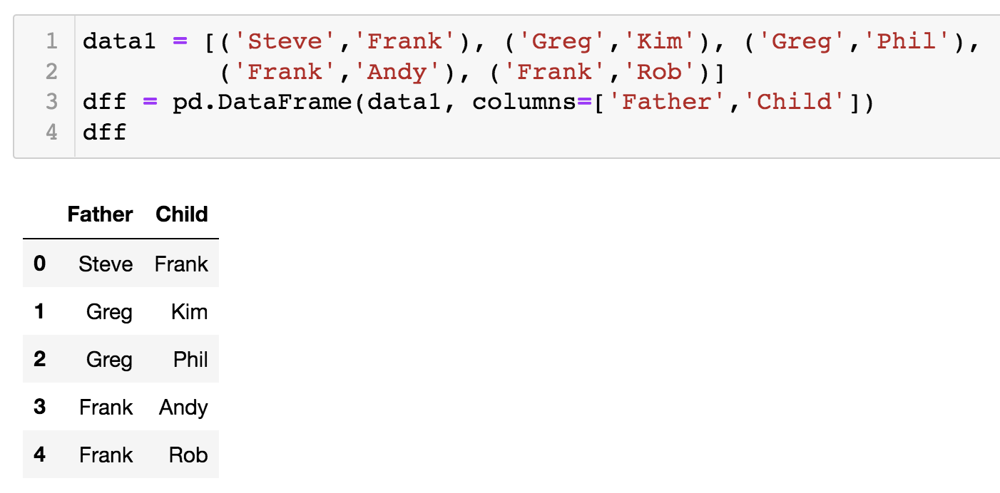 1 data1 = [('Steve','Frank'), ('Greg','Kim'), ('Greg','Phil'),
2 ('Frank','Andy'), ('Frank','Rob')]
3 dff = pd.DataFrame(data1, columns=['Father','Child'])
4 dff
Father Child
0 Steve Frank
1 Greg Kim
2 Greg Phil
3 Frank Andy
4 Frank Rob